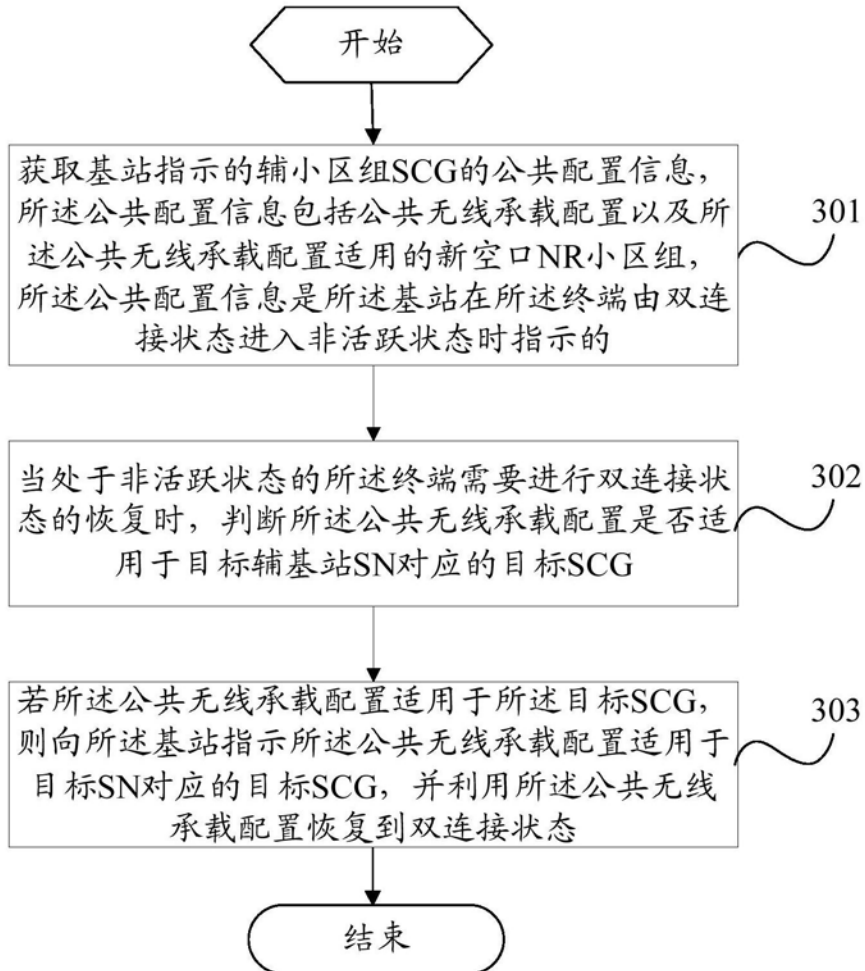 开始
获取基站指示的辅小区组SCG的公共配置信息，
所述公共配置信息包括公共无线承载配置以及所
述公共无线承载配置适用的新空口NR小区组，
所述公共配置信息是所述基站在所述终端由双连
接状态进入非活跃状态时指示的
301
当处于非活跃状态的所述终端需要进行双连接状
态的恢复时，判断所述公共无线承载配置是否适
用于目标辅基站SN对应的目标SCG
302
若所述公共无线承载配置适用于所述目标SCG，
则向所述基站指示所述公共无线承载配置适用于
目标SN对应的目标SCG，并利用所述公共无线
承载配置恢复到双连接状态
303
结束